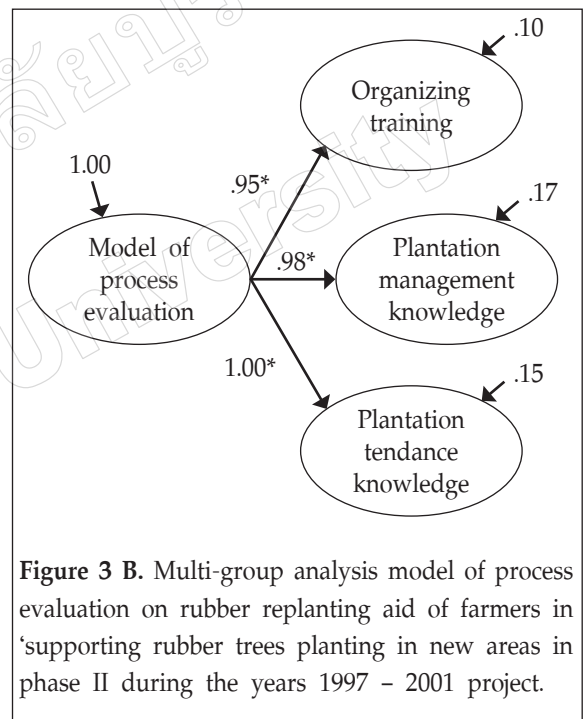 .10
Organizing
training
1.00
.95*
.17
Model of
process
evaluation
.98*
Plantation
management
knowledge
1.00*
.15
Plantation
tendance
knowledge
University
Figure 3 B. Multi-group analysis model of process
evaluation on rubber replanting aid of farmers in
‘supporting rubber trees planting in new areas in
phase II during the years 1997 – 2001 project.